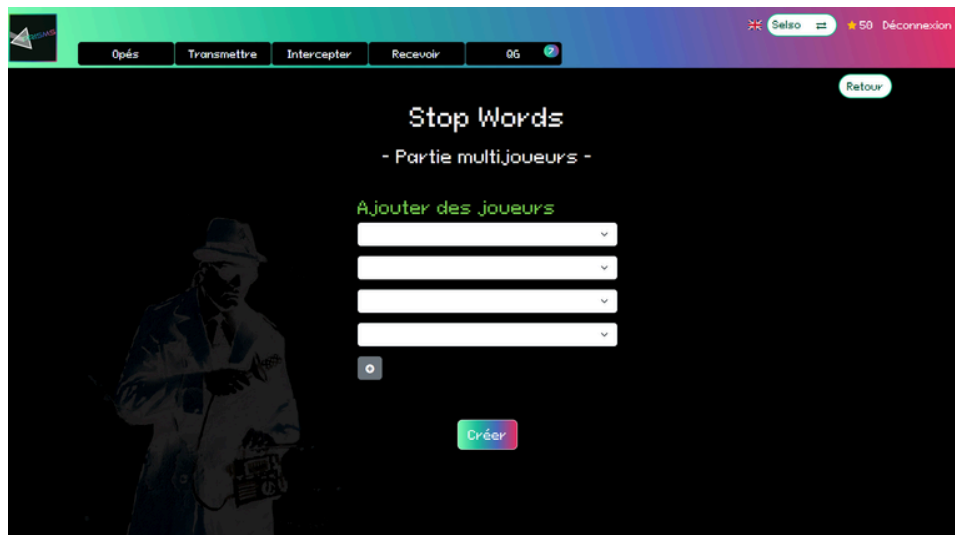 Selso
50 Déconnexion
Opés Transmettre Intercepter Recevoir QG
Retour
Stop Words
- Partie multijoueurs -
Ajouter des joueurs
Créer